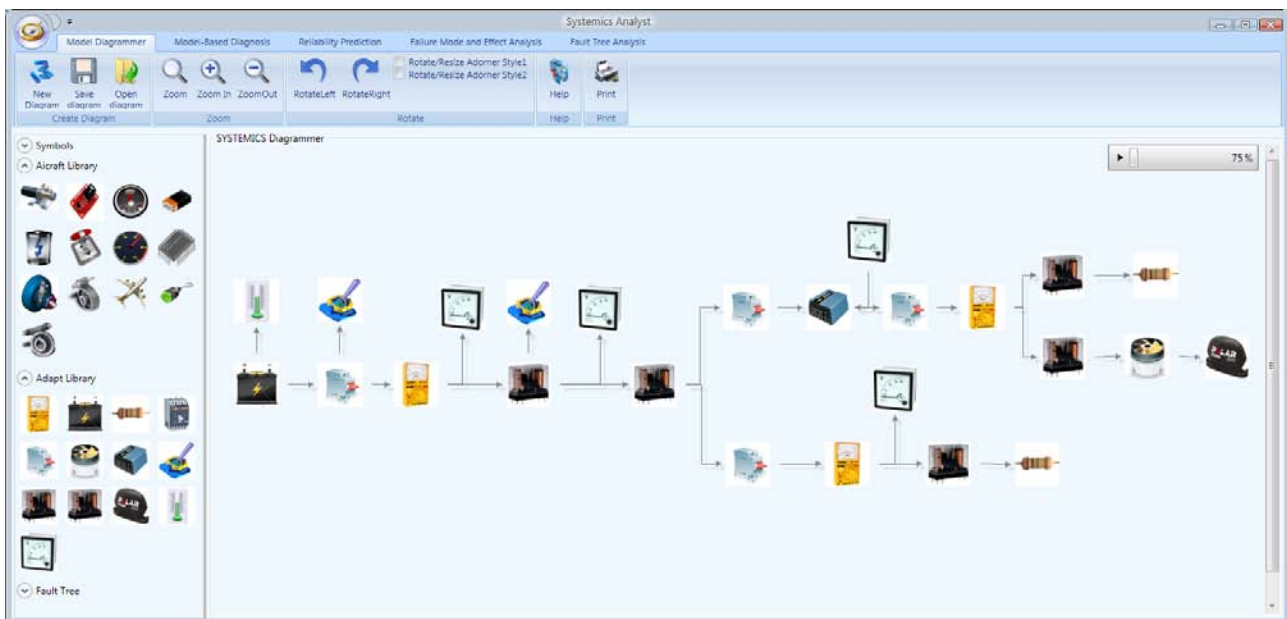 Systemics Analyst
Model Diagrammer
Model-Based Diagnosis
Reliability Prediction
Failure Mode and Effect Analysis
Fault Tree Analysis
New Diagram
Save diagram
Open diagram
Zoom
Zoom In
ZoomOut
RotateLeft
RotateRight
Rotate/Resize Adorner Style1
Rotate/Resize Adorner Style2
Help
Print
Create Diagram
Zoom
Rotate
Help
Print
Symbols
Aicraft Library
Adapt Library
Fault Tree
SYSTEMICS Diagrammer
75 %
POLAR